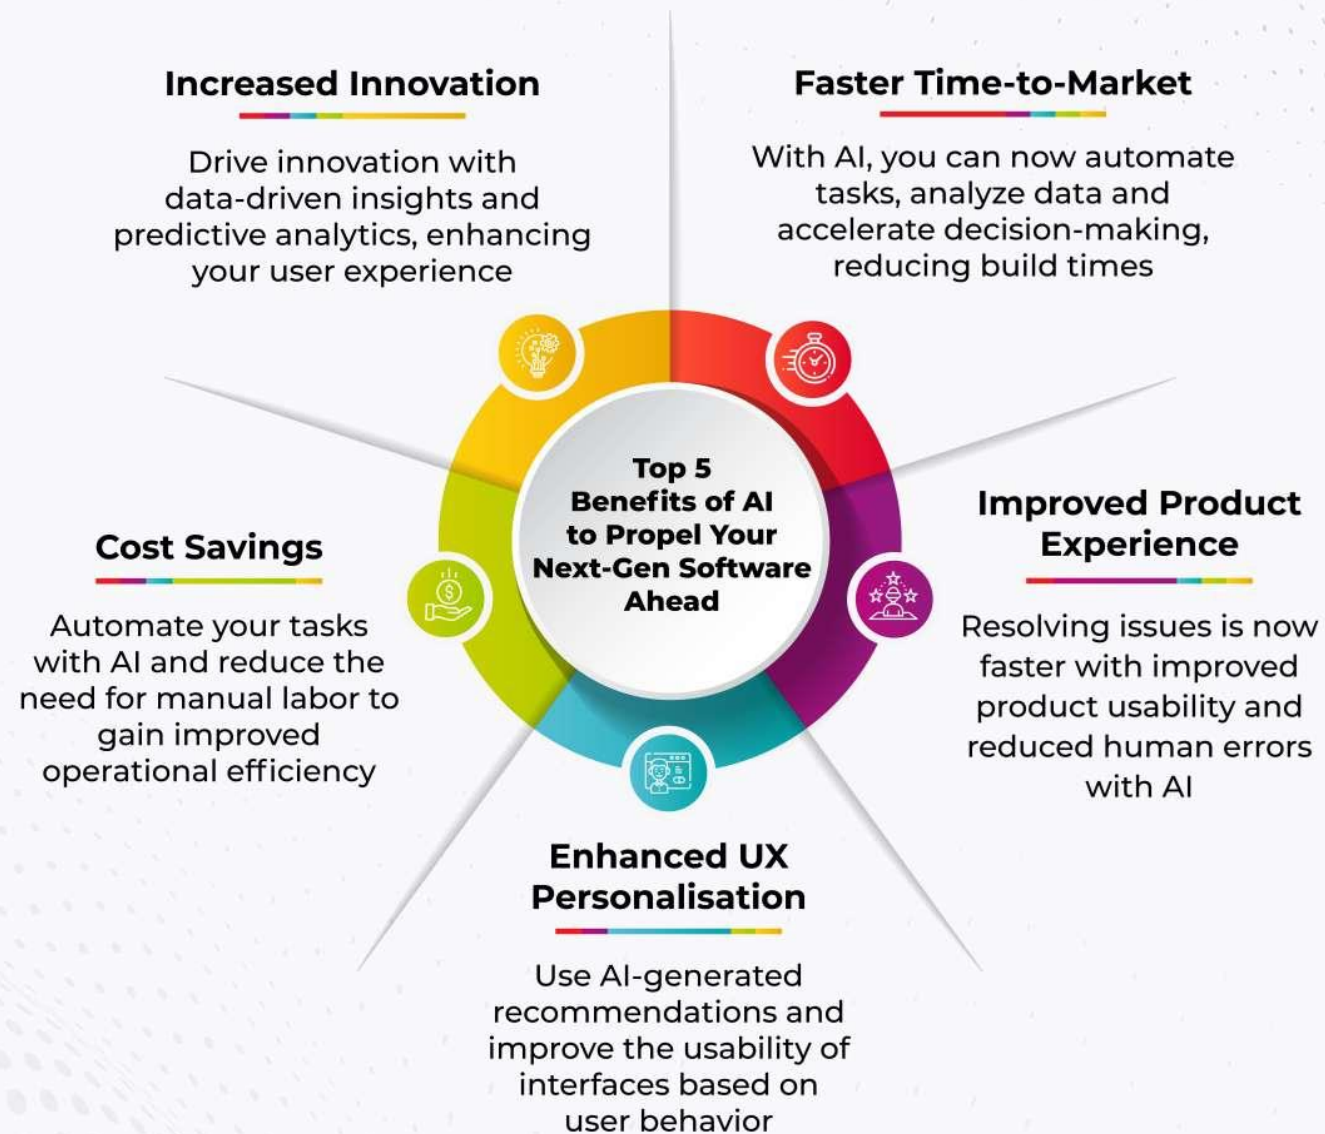 Increased Innovation
Drive innovation with
data-driven insights and
predictive analytics, enhancing
your user experience
Faster Time-to-Market
With AI, you can now automate
tasks, analyze data and
accelerate decision-making,
reducing build times
Top 5
Benefits of AI
to Propel Your
Next-Gen Software
Ahead
Cost Savings
Automate your tasks
with AI and reduce the
need for manual labor to
gain improved
operational efficiency
Improved Product
Experience
Resolving issues is now
faster with improved
product usability and
reduced human errors
with AI
Enhanced UX
Personalisation
Use AI-generated
recommendations and
improve the usability of
interfaces based on
user behavior